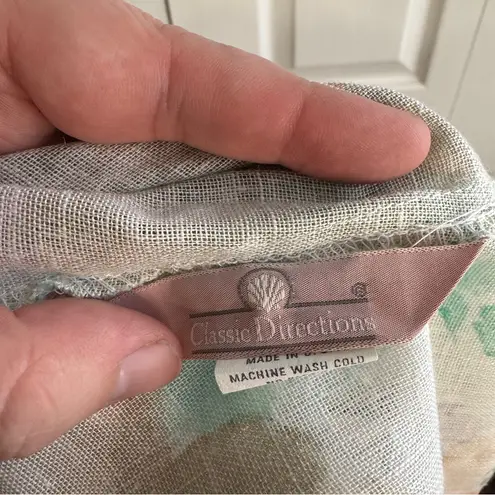 ®
Classic Directions
MADE IN
MACHINE WASH COLD